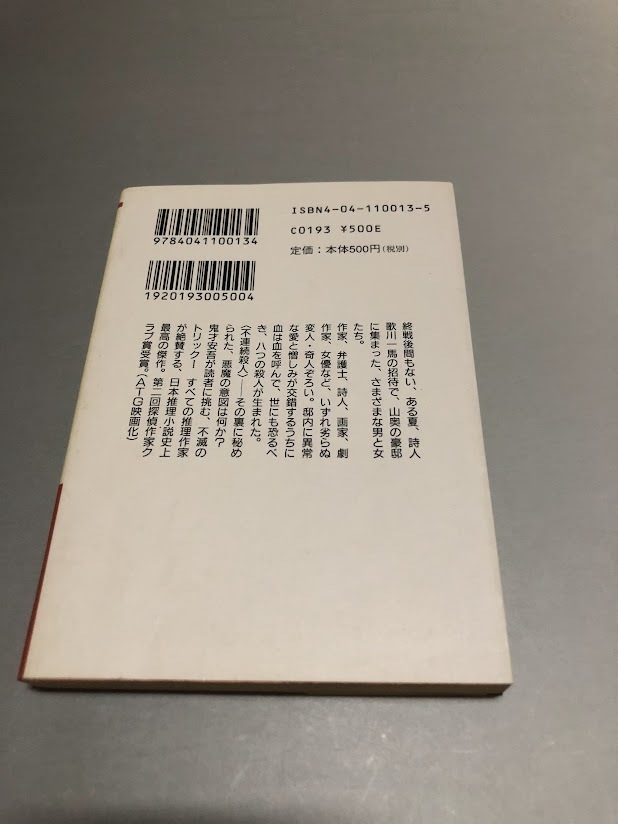 9784041100134
1920193005004
ISBN4-04-110013-5
C0193 ¥500E
定価：本体500円(税別)
終戦後間もない、ある夏、詩人
歌川一馬の招待で、山奥の豪邸
に集まった、さまざまな男と女
たち。
作家、弁護士、詩人、画家、劇
作家、女優など、いずれ劣らぬ
変人・奇人ぞろい。邸内に異常
な愛と憎しみが交錯するうちに
血は血を呼んで、世にも恐るべ
き、八つの殺人が生まれた。
〈不連続殺人〉――その裏に秘め
られた、悪魔の意図は何か？
鬼才安吾が読者に挑む、不滅の
トリック！ すべての推理作家
が絶賛する、日本推理小説史上
最高の傑作。第二回探偵作家ク
ラブ賞受賞。（ATG映画化）